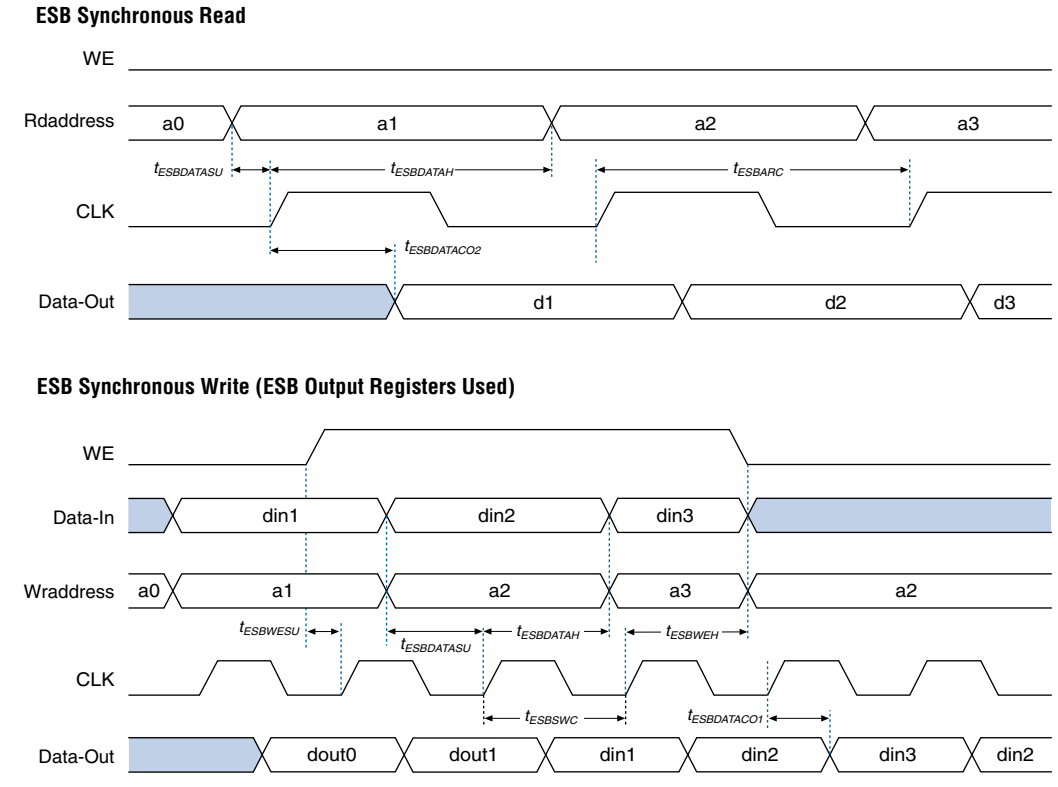 ESB Synchronous Read
WE
Rdaddress a0 a1 a2 a3
tESBDATASU tESBDATAH tESBARC
CLK
tESBDATACO2
Data-Out d1 d2 d3
ESB Synchronous Write (ESB Output Registers Used)
WE
Data-In din1 din2 din3
Wraddress a0 a1 a2 a3 a2
tESBWESU tESBDATASU tESBDATAH tESBWEH
CLK
tESBSWC tESBDATACO1
Data-Out dout0 dout1 din1 din2 din3 din2